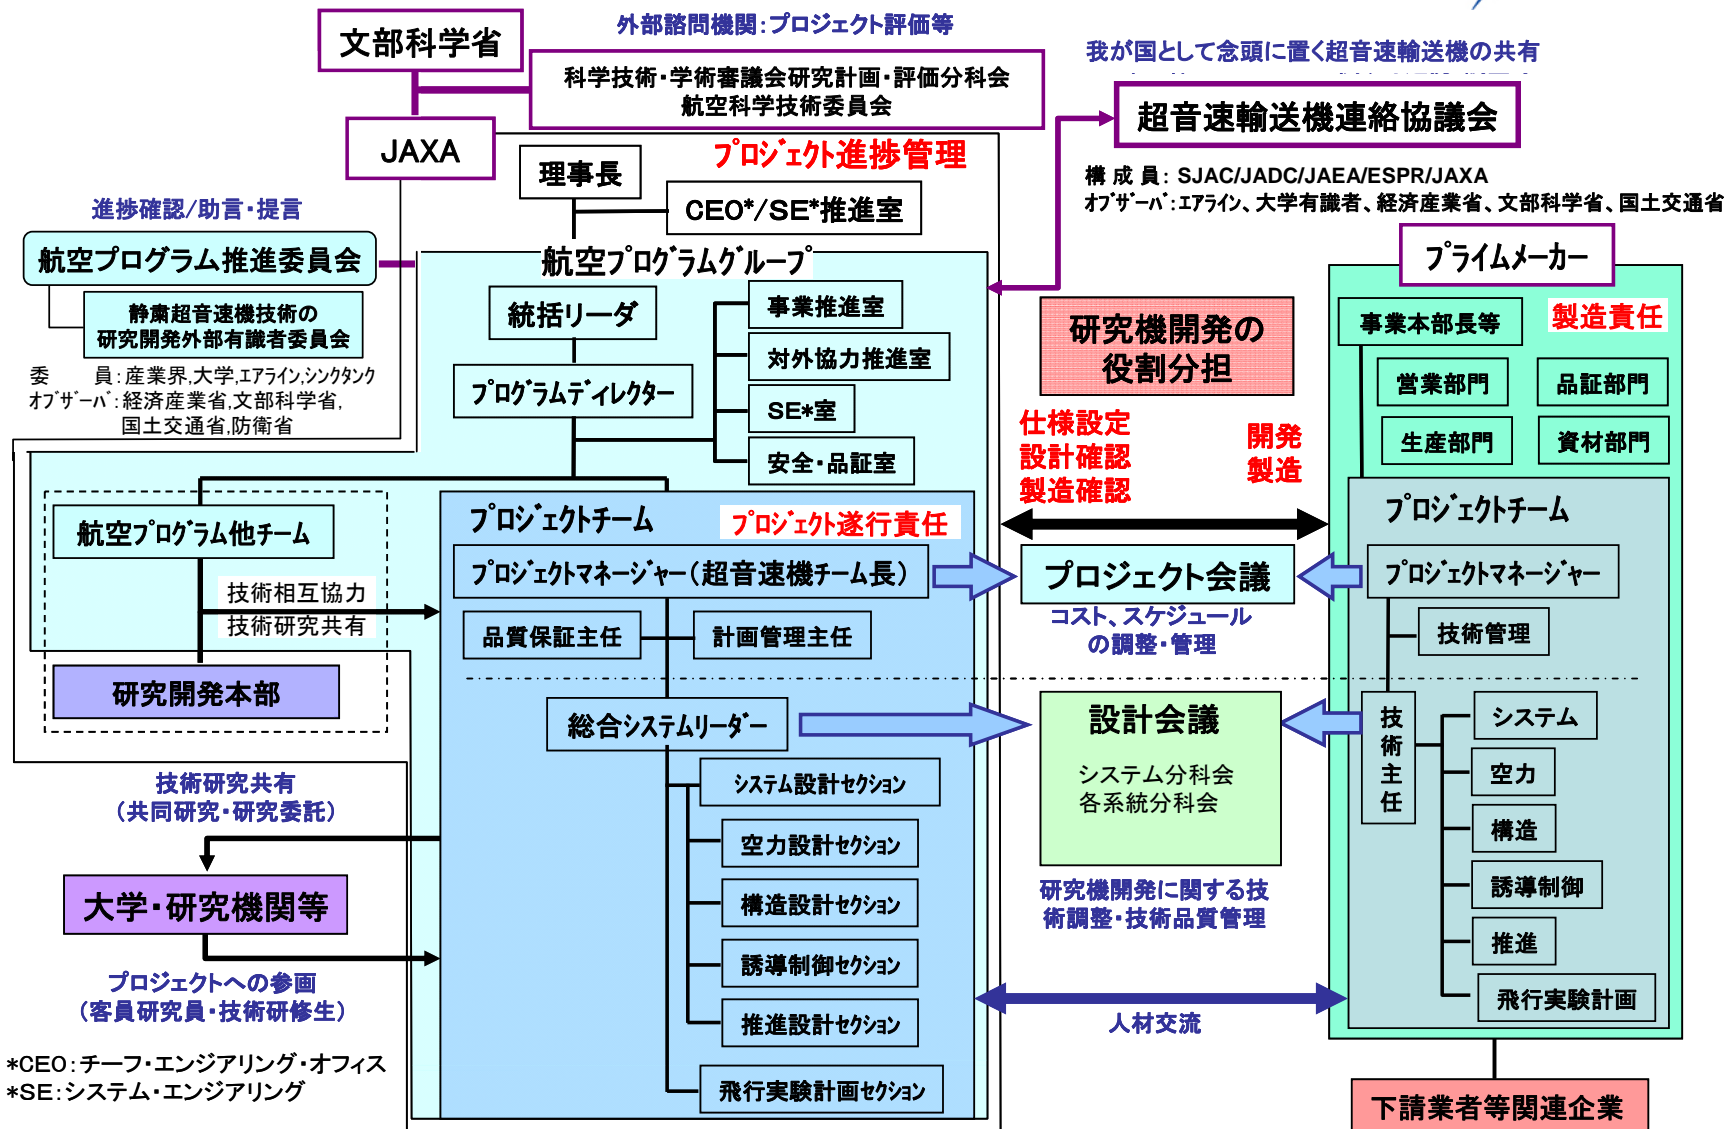 文部科学省
外部諮問機関:プロジェクト評価等
科学技術・学術審議会研究計画・評価分科会
航空科学技術委員会
我が国として念頭に置く超音速輸送機の共有
超音速輸送機連絡協議会
構成員: SJAC/JADC/JAEA/ESPR/JAXA
オブザーバ:エアライン、大学有識者、経済産業省、文部科学省、国土交通省
JAXA
プロジェクト進捗管理
理事長
CEO*/SE*推進室
進捗確認/助言・提言
航空プログラム推進委員会
静粛超音速機技術の
研究開発外部有識者委員会
委 員:産業界,大学,エアライン,シンクタンク
オブザーバ:経済産業省,文部科学省,
国土交通省,防衛省
航空プログラムグループ
統括リーダ
プログラムディレクター
事業推進室
対外協力推進室
SE*室
安全・品証室
研究機開発の
役割分担
仕様設定
設計確認
製造確認
開発
製造
プライムメーカー
事業本部長等
製造責任
営業部門
品証部門
生産部門
資材部門
航空プログラム他チーム
技術相互協力
技術研究共有
研究開発本部
プロジェクトチーム
プロジェクト遂行責任
プロジェクトマネージャー(超音速機チーム長)
品質保証主任
計画管理主任
総合システムリーダー
システム設計セクション
空力設計セクション
構造設計セクション
誘導制御セクション
推進設計セクション
飛行実験計画セクション
プロジェクト会議
コスト、スケジュール
の調整・管理
設計会議
システム分科会
各系統分科会
研究機開発に関する技
術調整・技術品質管理
人材交流
プロジェクトチーム
プロジェクトマネージャー
技術管理
技術主任
システム
空力
構造
誘導制御
推進
飛行実験計画
下請業者等関連企業
技術研究共有
(共同研究・研究委託)
大学・研究機関等
プロジェクトへの参画
(客員研究員・技術研修生)
*CEO:チーフ・エンジアリング・オフィス
*SE:システム・エンジアリング